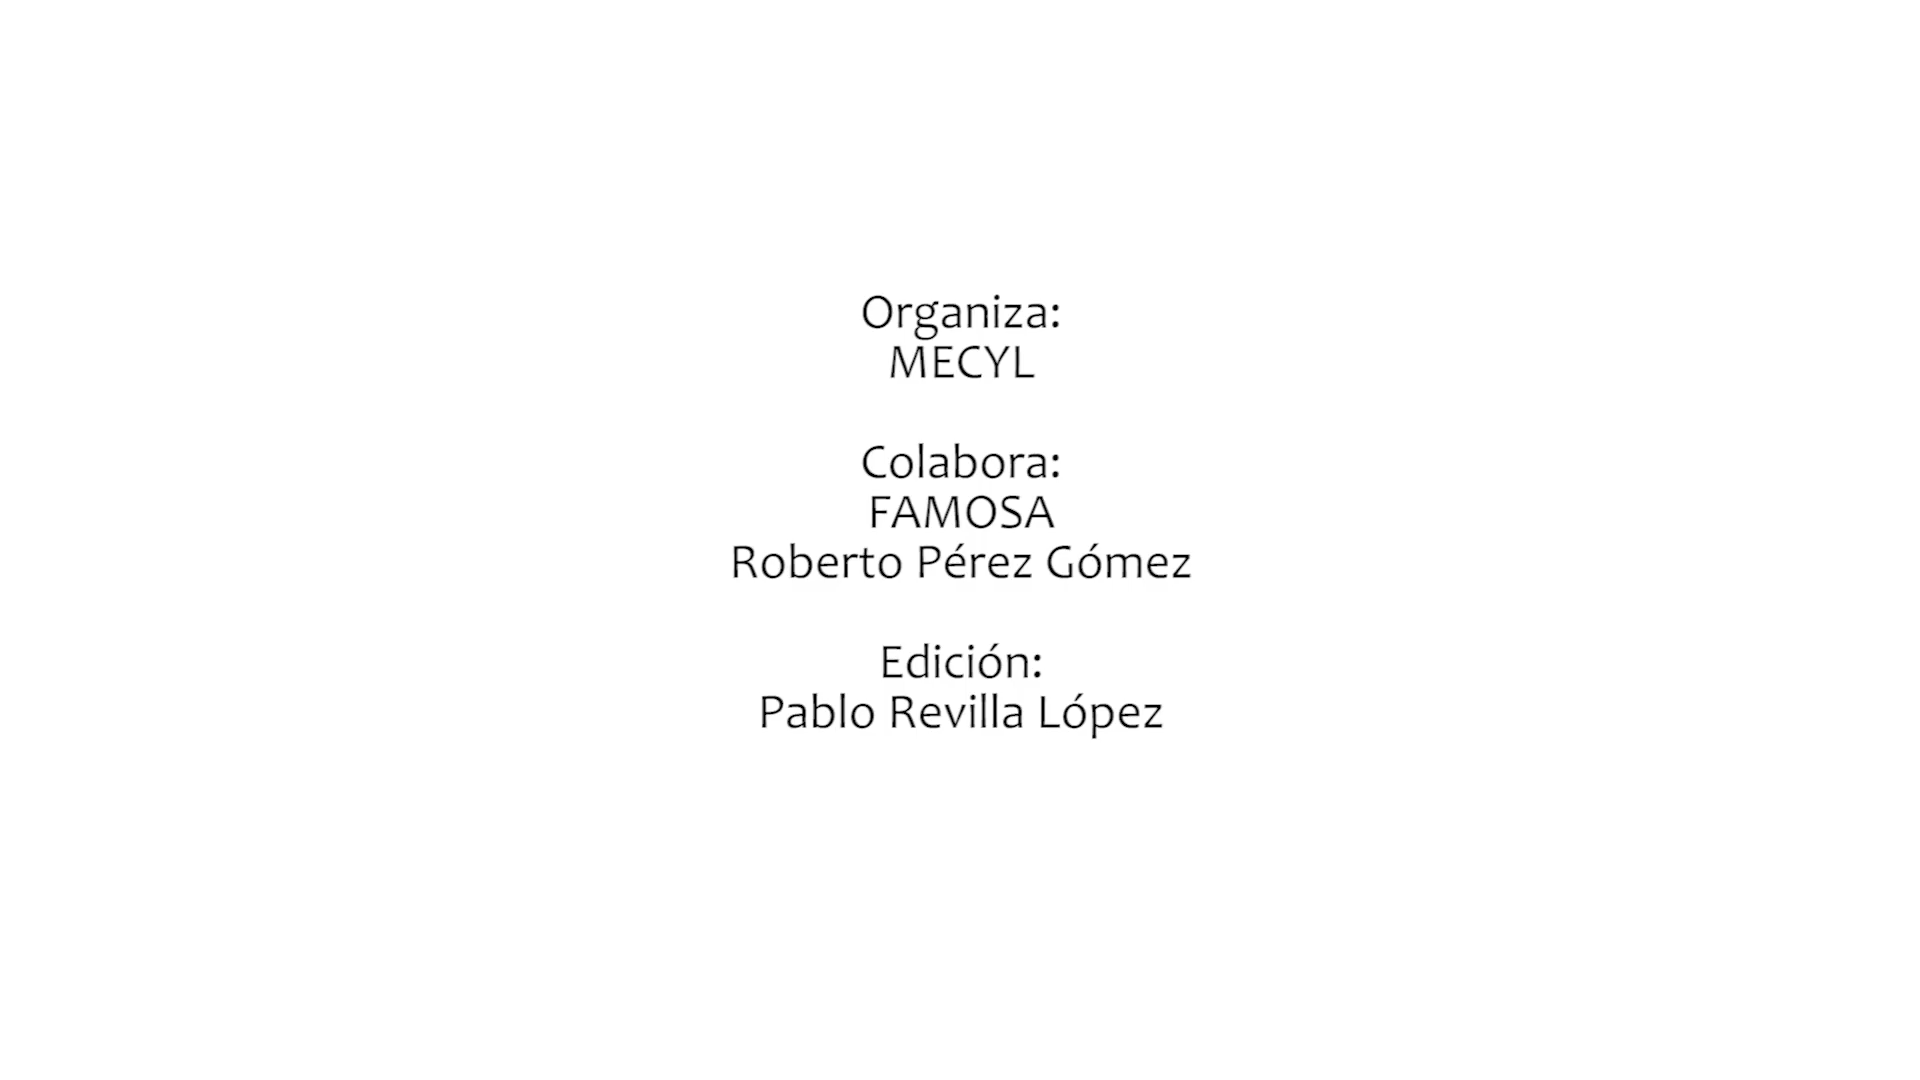 Organiza:
MECYL
Colabora:
FAMOSA
Roberto Pérez Gómez
Edición:
Pablo Revilla López